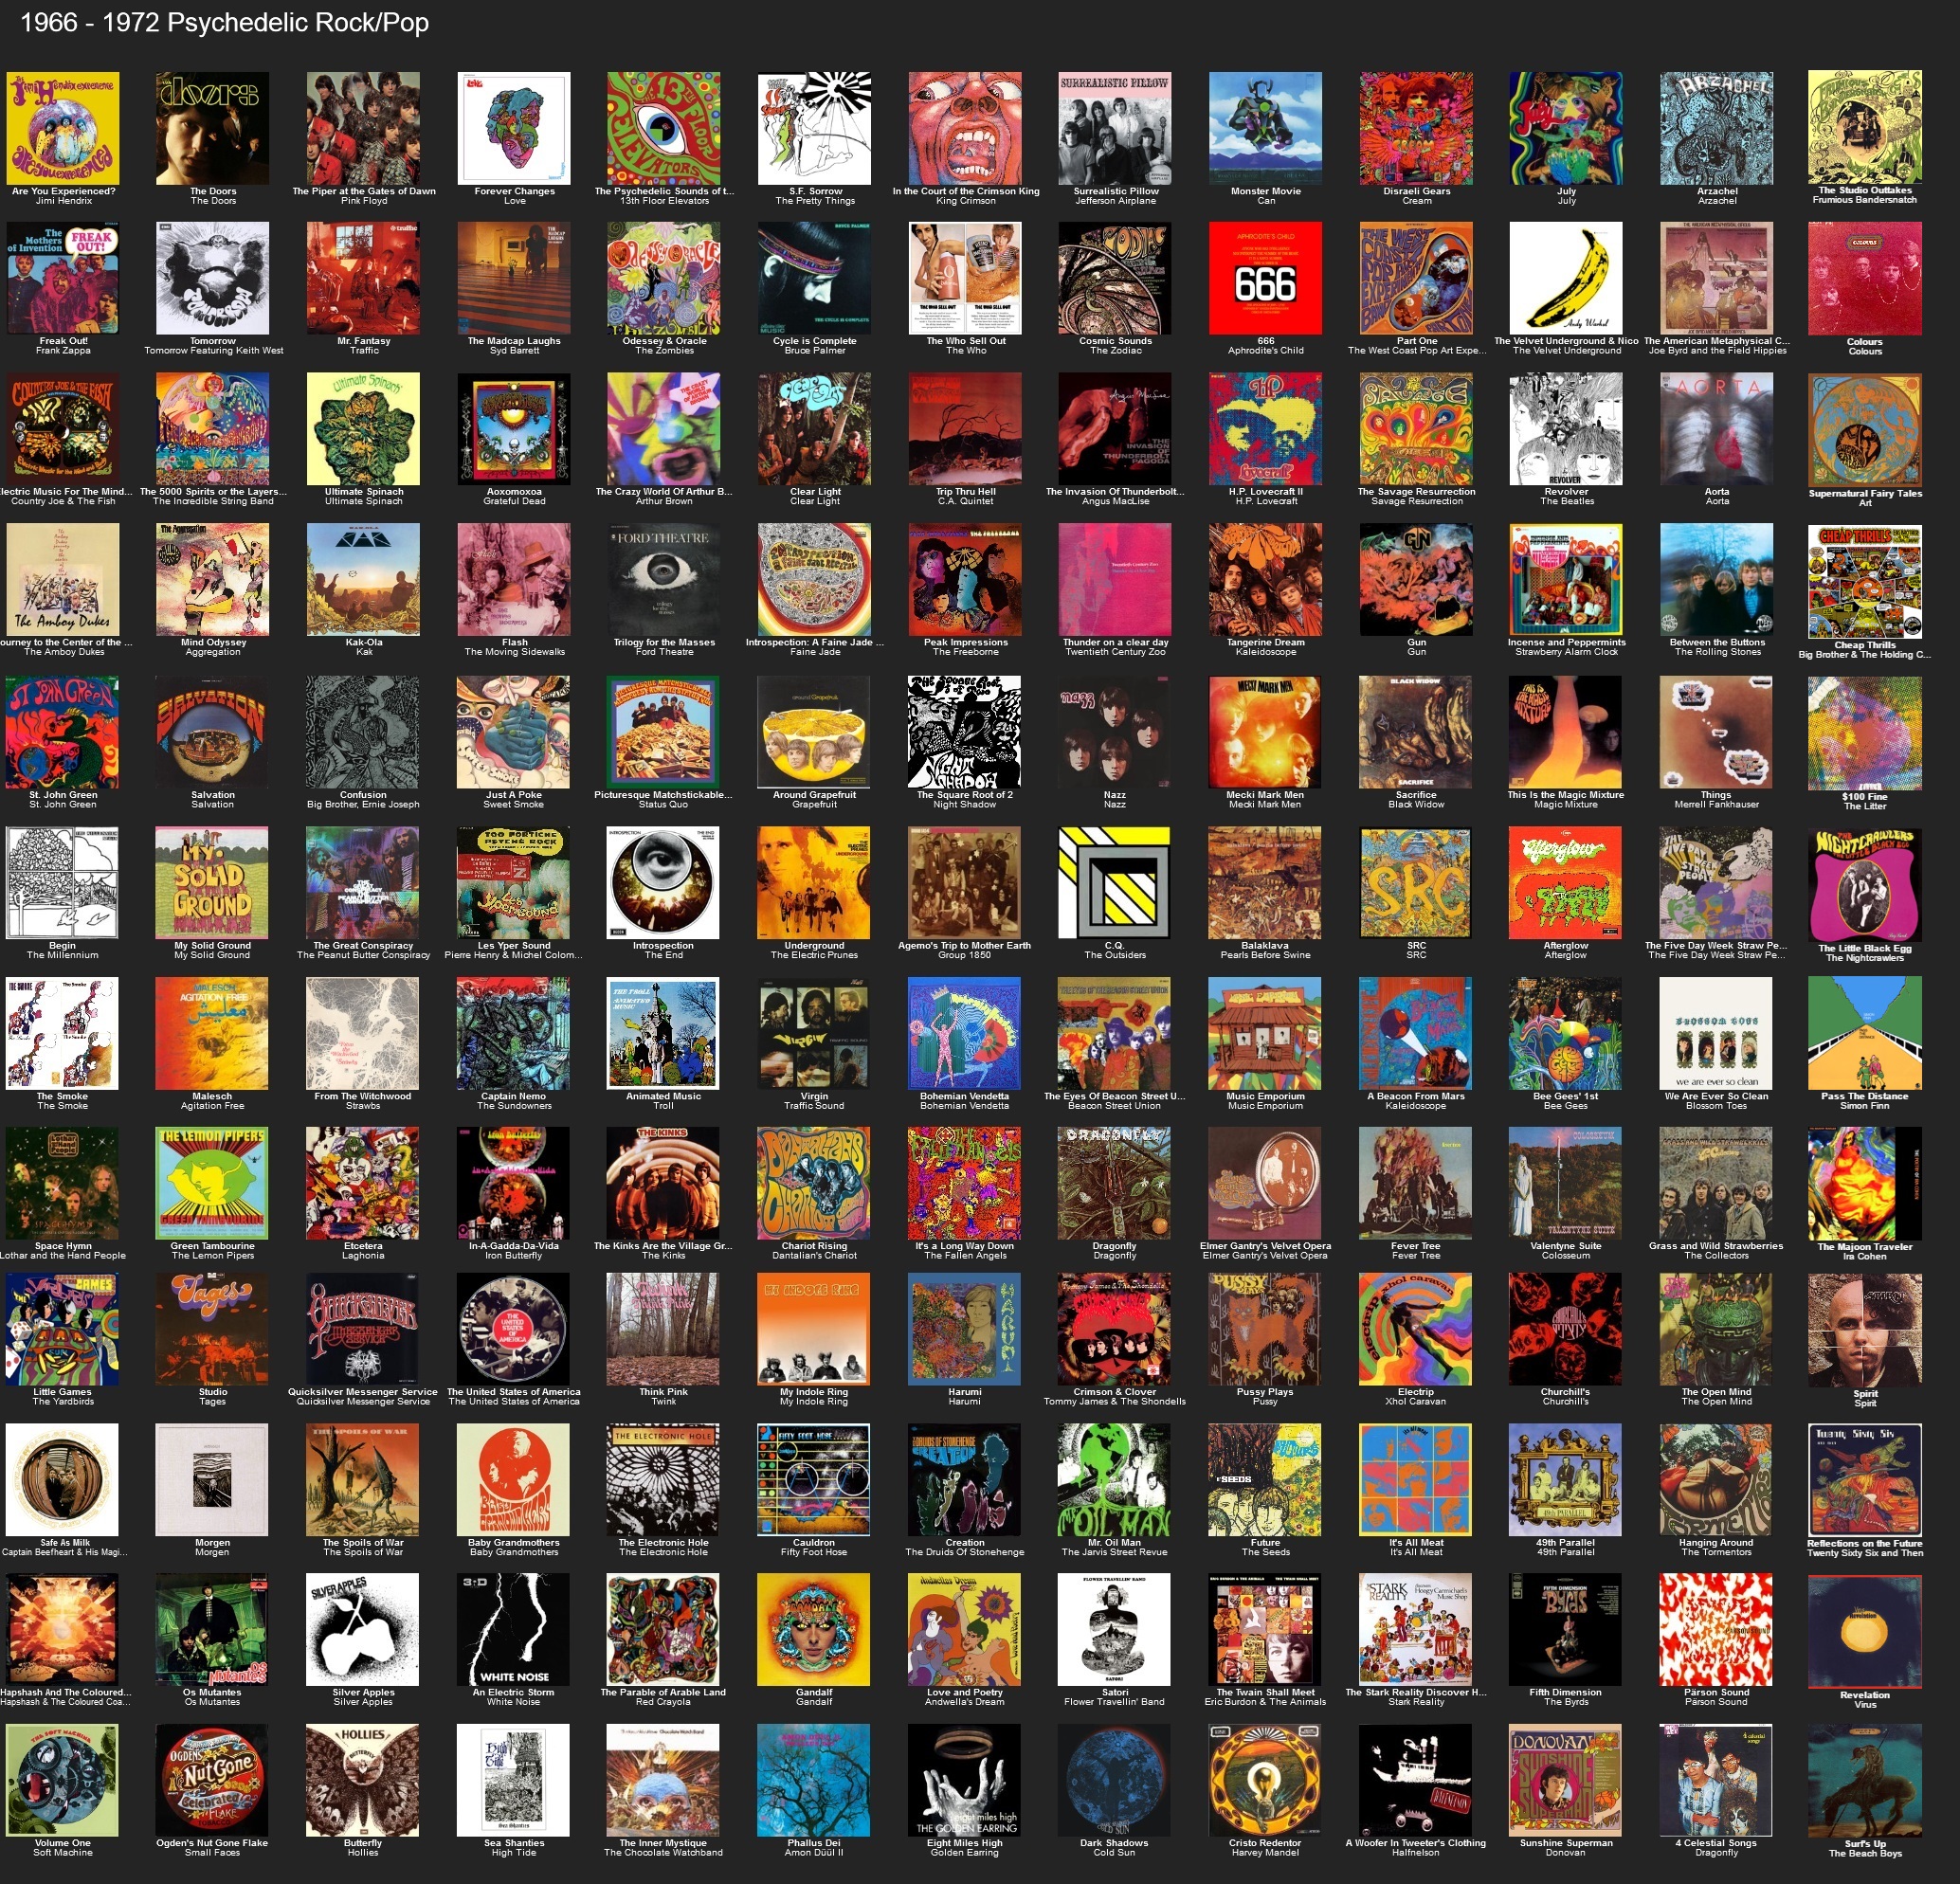 1966 - 1972 Psychedelic Rock/Pop
Are You Experienced?
Jimi Hendrix
The Doors
The Doors
The Piper at the Gates of Dawn
Pink Floyd
Forever Changes
Love
The Psychedelic Sounds of t...
13th Floor Elevators
S.F. Sorrow
The Pretty Things
In the Court of the Crimson King
King Crimson
Surrealistic Pillow
Jefferson Airplane
Monster Movie
Can
Disraeli Gears
Cream
July
July
Arzachel
Arzachel
The Studio Outtakes
Frumious Bandersnatch
Freak Out!
Frank Zappa
Tomorrow
Tomorrow Featuring Keith West
Mr. Fantasy
Traffic
The Madcap Laughs
Syd Barrett
Odessey & Oracle
The Zombies
Cycle is Complete
Bruce Palmer
The Who Sell Out
The Who
Cosmic Sounds
The Zodiac
666
Aphrodite's Child
Part One
The West Coast Pop Art Expe...
The Velvet Underground & Nico
The Velvet Underground
The American Metaphysical C...
Joe Byrd and the Field Hippies
Colours
Colours
lectric Music For The Mind...
Country Joe & The Fish
The 5000 Spirits or the Layers...
The Incredible String Band
Ultimate Spinach
Ultimate Spinach
Aoxomoxoa
Grateful Dead
The Crazy World Of Arthur B...
Arthur Brown
Clear Light
Clear Light
Trip Thru Hell
C.A. Quintet
The Invasion Of Thunderbolt...
Angus MacLise
H.P. Lovecraft II
H.P. Lovecraft
The Savage Resurrection
Savage Resurrection
Revolver
The Beatles
Aorta
Aorta
Supernatural Fairy Tales
Art
ourney to the Center of the ...
The Amboy Dukes
Mind Odyssey
Aggregation
Kak-Ola
Kak
Flash
The Moving Sidewalks
Trilogy for the Masses
Ford Theatre
Introspection: A Faine Jade ...
Faine Jade
Peak Impressions
The Freeborne
Thunder on a clear day
Twentieth Century Zoo
Tangerine Dream
Kaleidoscope
Gun
Gun
Incense and Peppermints
Strawberry Alarm Clock
Between the Buttons
The Rolling Stones
Cheap Thrills
Big Brother & The Holding C...
St. John Green
St. John Green
Salvation
Salvation
Confusion
Big Brother, Ernie Joseph
Just A Poke
Sweet Smoke
Picturesque Matchstickable...
Status Quo
Around Grapefruit
Grapefruit
The Square Root of 2
Night Shadow
Nazz
Nazz
Mecki Mark Men
Mecki Mark Men
Sacrifice
Black Widow
This Is the Magic Mixture
Magic Mixture
Things
Merrell Fankhauser
$100 Fine
The Litter
Begin
The Millennium
My Solid Ground
My Solid Ground
The Great Conspiracy
The Peanut Butter Conspiracy
Les Yper Sound
Pierre Henry & Michel Colom...
Introspection
The End
Underground
The Electric Prunes
Agemo's Trip to Mother Earth
Group 1850
C.Q.
The Outsiders
Balaklava
Pearls Before Swine
SRC
SRC
Afterglow
Afterglow
The Five Day Week Straw Pe...
The Five Day Week Straw Pe...
The Little Black Egg
The Nightcrawlers
The Smoke
The Smoke
Malesch
Agitation Free
From The Witchwood
Strawbs
Captain Nemo
The Sundowners
Animated Music
Troll
Virgin
Traffic Sound
Bohemian Vendetta
Bohemian Vendetta
The Eyes Of Beacon Street U...
Beacon Street Union
Music Emporium
Music Emporium
A Beacon From Mars
Kaleidoscope
Bee Gees' 1st
Bee Gees
We Are Ever So Clean
Blossom Toes
Pass The Distance
Simon Finn
Space Hymn
Lothar and the Hand People
Green Tambourine
The Lemon Pipers
Etcetera
Laghonia
In-A-Gadda-Da-Vida
Iron Butterfly
The Kinks Are the Village Gr...
The Kinks
Chariot Rising
Dantalian's Chariot
It's a Long Way Down
The Fallen Angels
Dragonfly
Dragonfly
Elmer Gantry's Velvet Opera
Elmer Gantry's Velvet Opera
Fever Tree
Fever Tree
Valentyne Suite
Colosseum
Grass and Wild Strawberries
The Collectors
The Majoon Traveler
Ira Cohen
Little Games
The Yardbirds
Studio
Tages
Quicksilver Messenger Service
Quicksilver Messenger Service
The United States of America
The United States of America
Think Pink
Twink
My Indole Ring
My Indole Ring
Harumi
Harumi
Crimson & Clover
Tommy James & The Shondells
Pussy Plays
Pussy
Electrip
Xhol Caravan
Churchill's
Churchill's
The Open Mind
The Open Mind
Spirit
Spirit
Safe As Milk
Captain Beefheart & His Magi...
Morgen
Morgen
The Spoils of War
The Spoils of War
Baby Grandmothers
Baby Grandmothers
The Electronic Hole
The Electronic Hole
Cauldron
Fifty Foot Hose
Creation
The Druids Of Stonehenge
Mr. Oil Man
The Jarvis Street Revue
Future
The Seeds
It's All Meat
It's All Meat
49th Parallel
49th Parallel
Hanging Around
The Tormentors
Reflections on the Future
Twenty Sixty Six and Then
Hapshash And The Coloured...
Hapshash & The Coloured Coa...
Os Mutantes
Os Mutantes
Silver Apples
Silver Apples
An Electric Storm
White Noise
The Parable of Arable Land
Red Crayola
Gandalf
Gandalf
Love and Poetry
Andwella's Dream
Satori
Flower Travellin' Band
The Twain Shall Meet
Eric Burdon & The Animals
The Stark Reality Discover H...
Stark Reality
Fifth Dimension
The Byrds
Pärson Sound
Pärson Sound
Revelation
Virus
Volume One
Soft Machine
Ogden's Nut Gone Flake
Small Faces
Butterfly
Hollies
Sea Shanties
High Tide
The Inner Mystique
The Chocolate Watchband
Phallus Dei
Amon Düül II
Eight Miles High
Golden Earring
Dark Shadows
Cold Sun
Cristo Redentor
Harvey Mandel
A Woofer In Tweeter's Clothing
Halfnelson
Sunshine Superman
Donovan
4 Celestial Songs
Dragonfly
Surf's Up
The Beach Boys